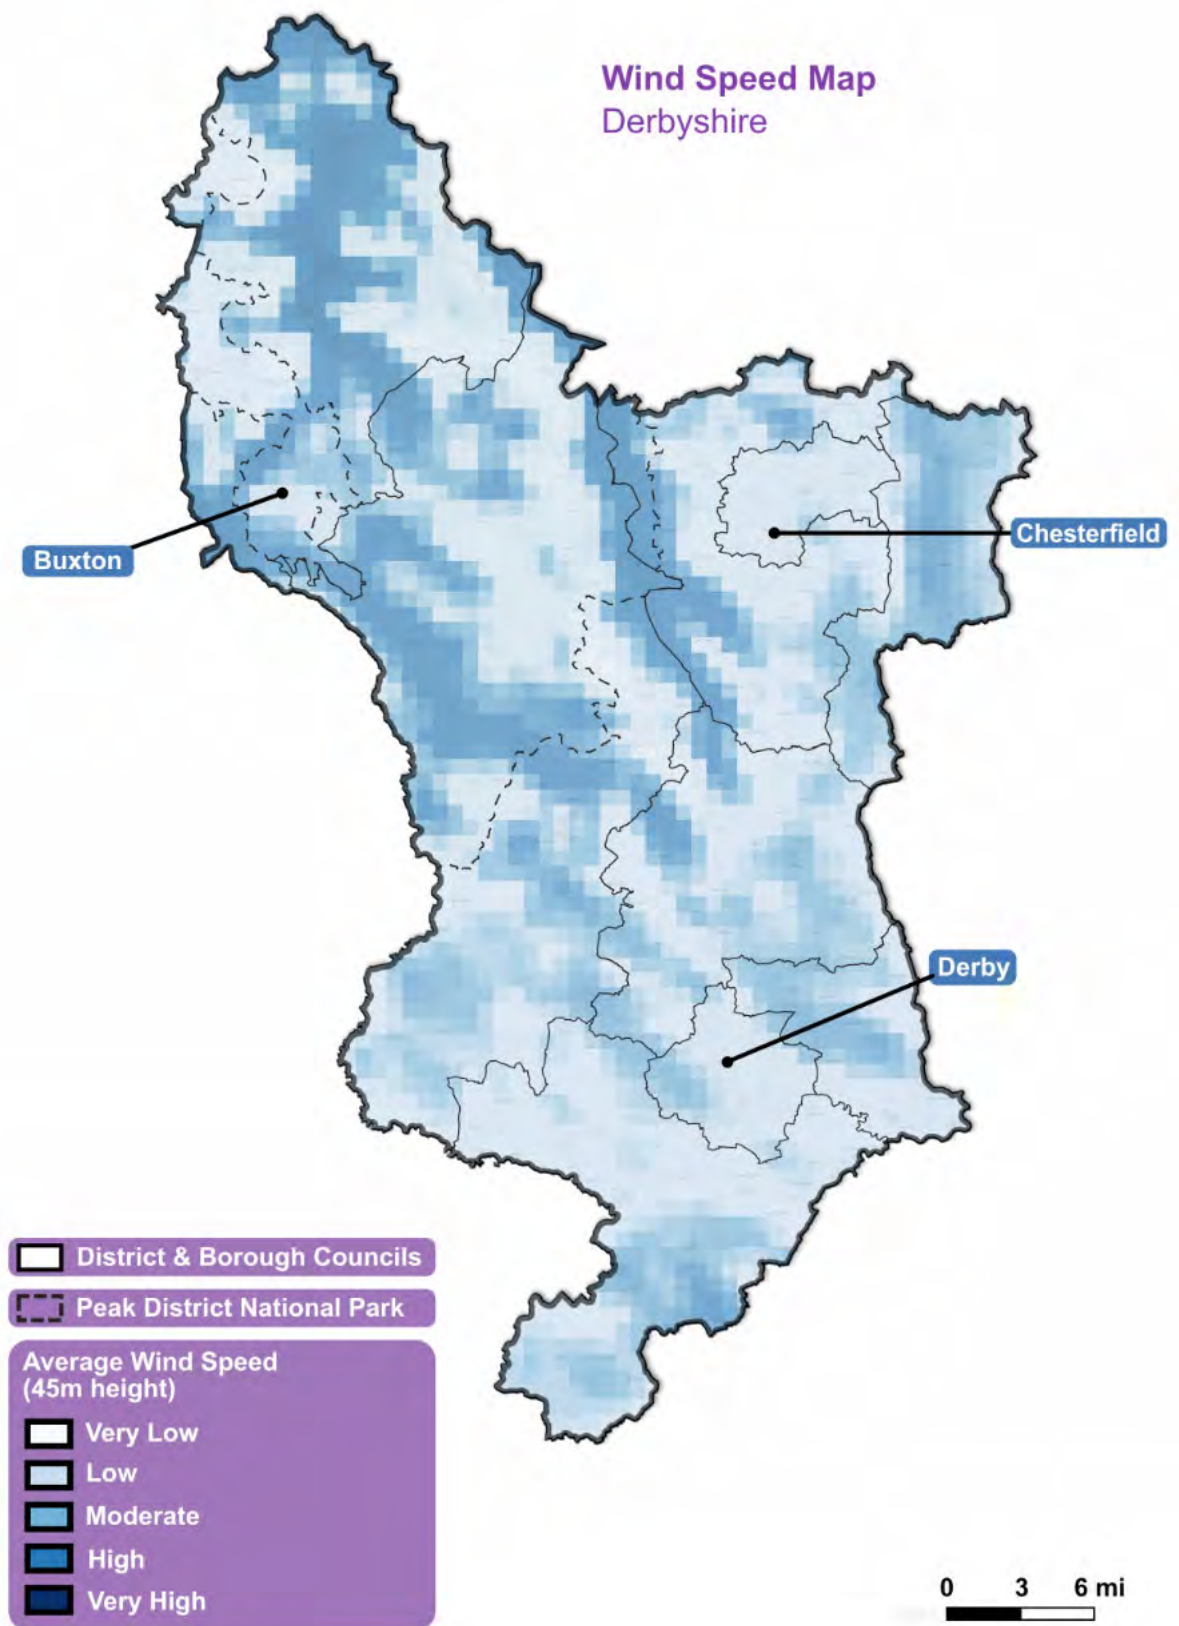 Wind Speed Map
Derbyshire
Buxton
Chesterfield
Derby
District & Borough Councils
Peak District National Park
Average Wind Speed
(45m height)
Very Low
Low
Moderate
High
Very High
0 3 6 mi